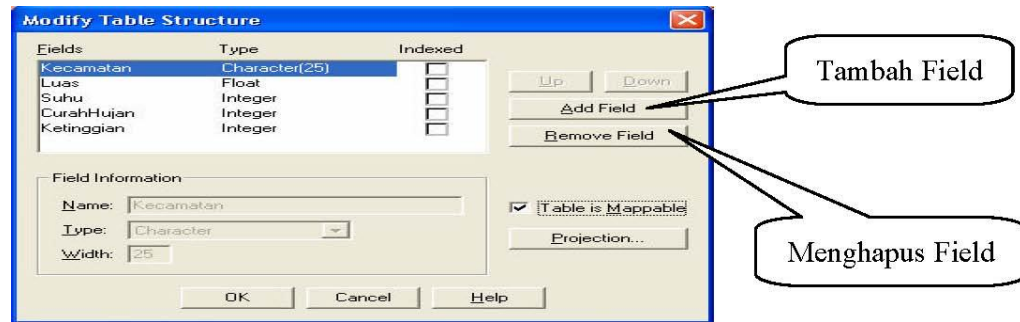 Modify Table Structure
Fields Type Indexed
Kecamatan Character(25)
Luas Float
Suhu Integer
CurahHujan Integer
Ketinggian Integer
Up Down
Add Field
Remove Field
Field Information
Name: Kecamatan
Type: Character
Width: 25
Table is Mappable
Projection...
OK Cancel Help
Tambah Field
Menghapus Field